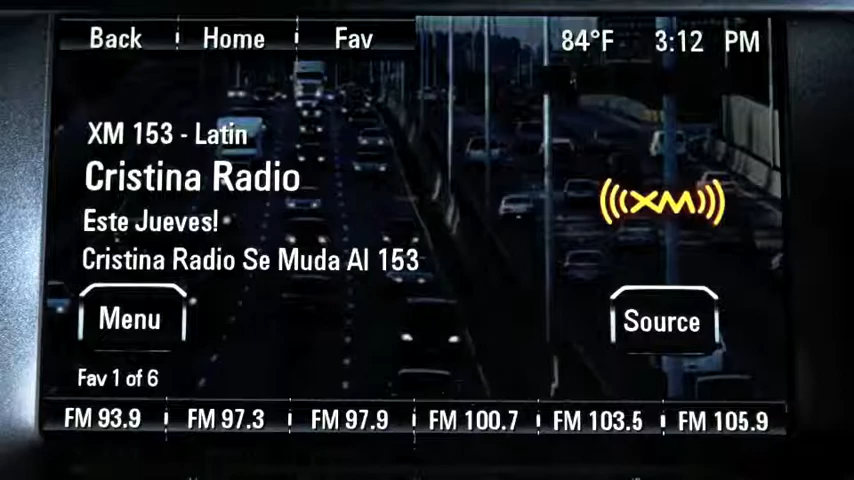 Back Home Fav 84°F 3:12 PM
XM 153 - Latin
Cristina Radio
Este Jueves!
Cristina Radio Se Muda Al 153
XM
Menu Source
Fav 1 of 6
FM 93.9 FM 97.3 FM 97.9 FM 100.7 FM 103.5 FM 105.9